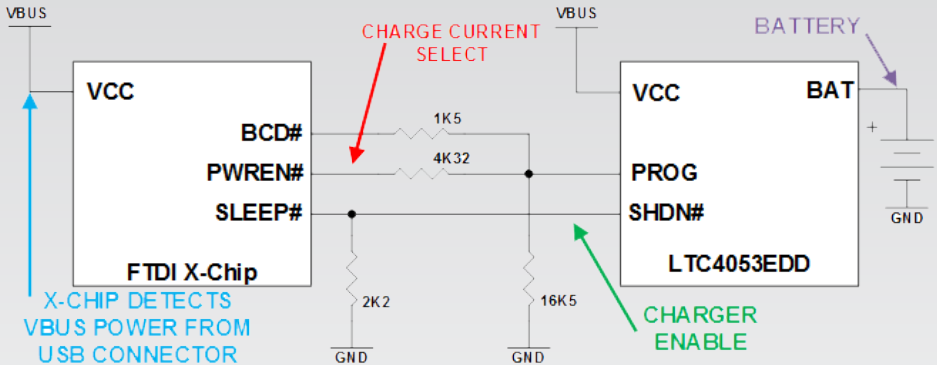 VBUS
VBUS
CHARGE CURRENT
SELECT
BATTERY
VCC
BCD#
PWREN#
SLEEP#
FTDI X-Chip
1K5
4K32
2K2
GND
16K5
GND
VCC
BAT
PROG
SHDN#
LTC4053EDD
+
GND
X-CHIP DETECTS
VBUS POWER FROM
USB CONNECTOR
CHARGER
ENABLE